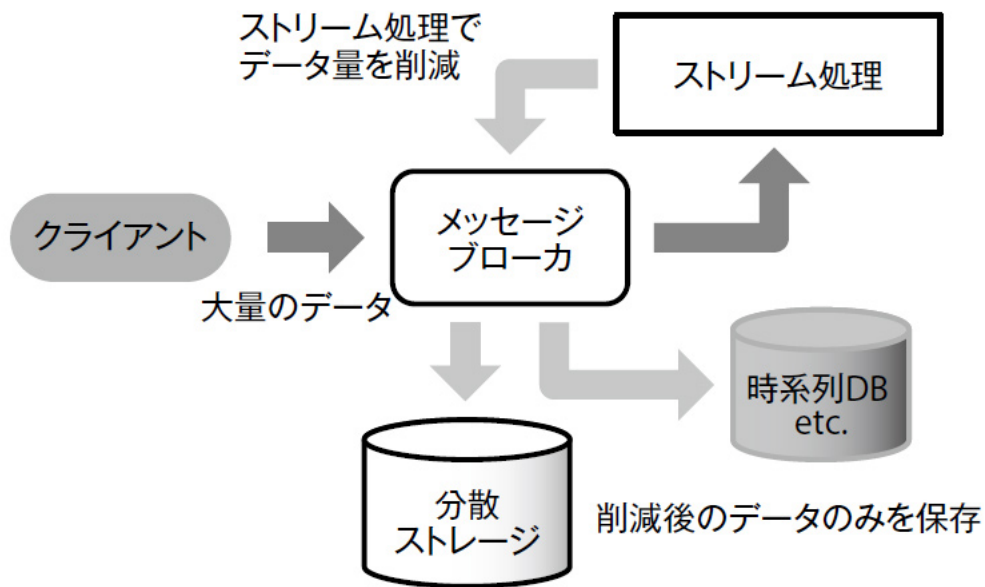 ストリーム処理で
データ量を削減
ストリーム処理
クライアント
メッセージ
ブローカ
大量のデータ
時系列DB
etc.
分散
ストレージ
削減後のデータのみを保存